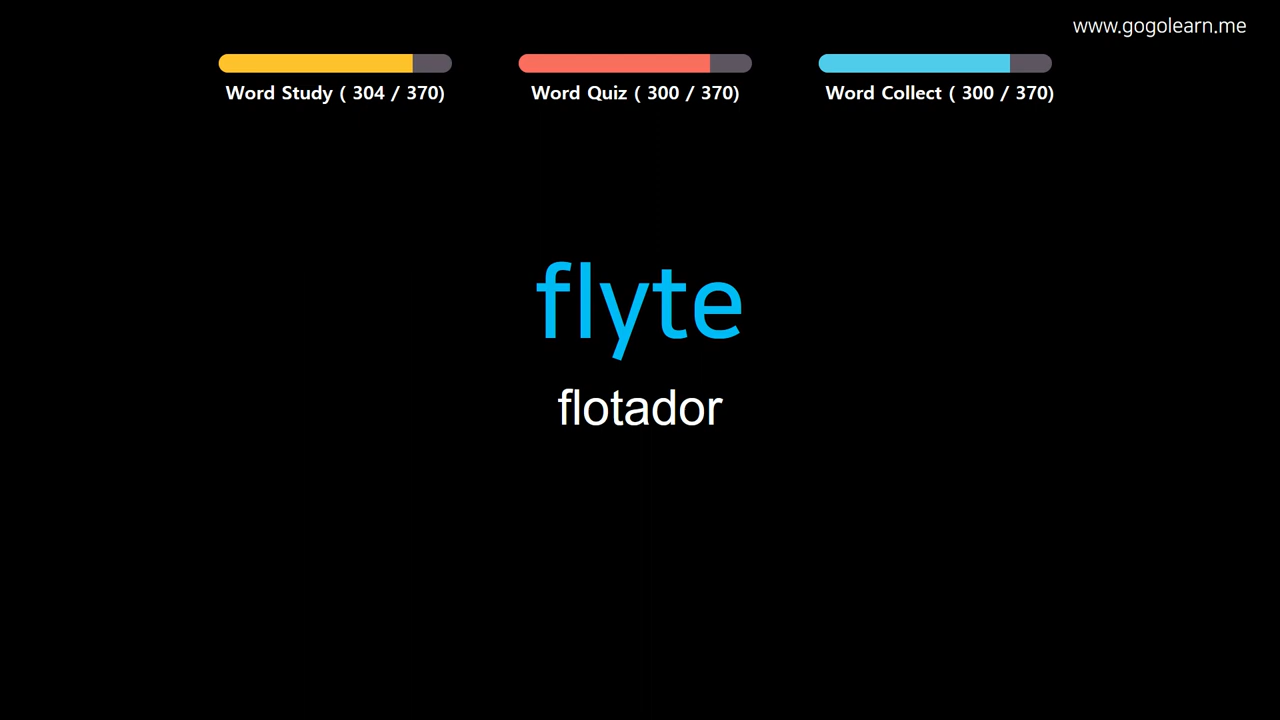 www.gogolearn.me
Word Study ( 304 / 370)
Word Quiz ( 300 / 370)
Word Collect ( 300 / 370)
flyte
flotador